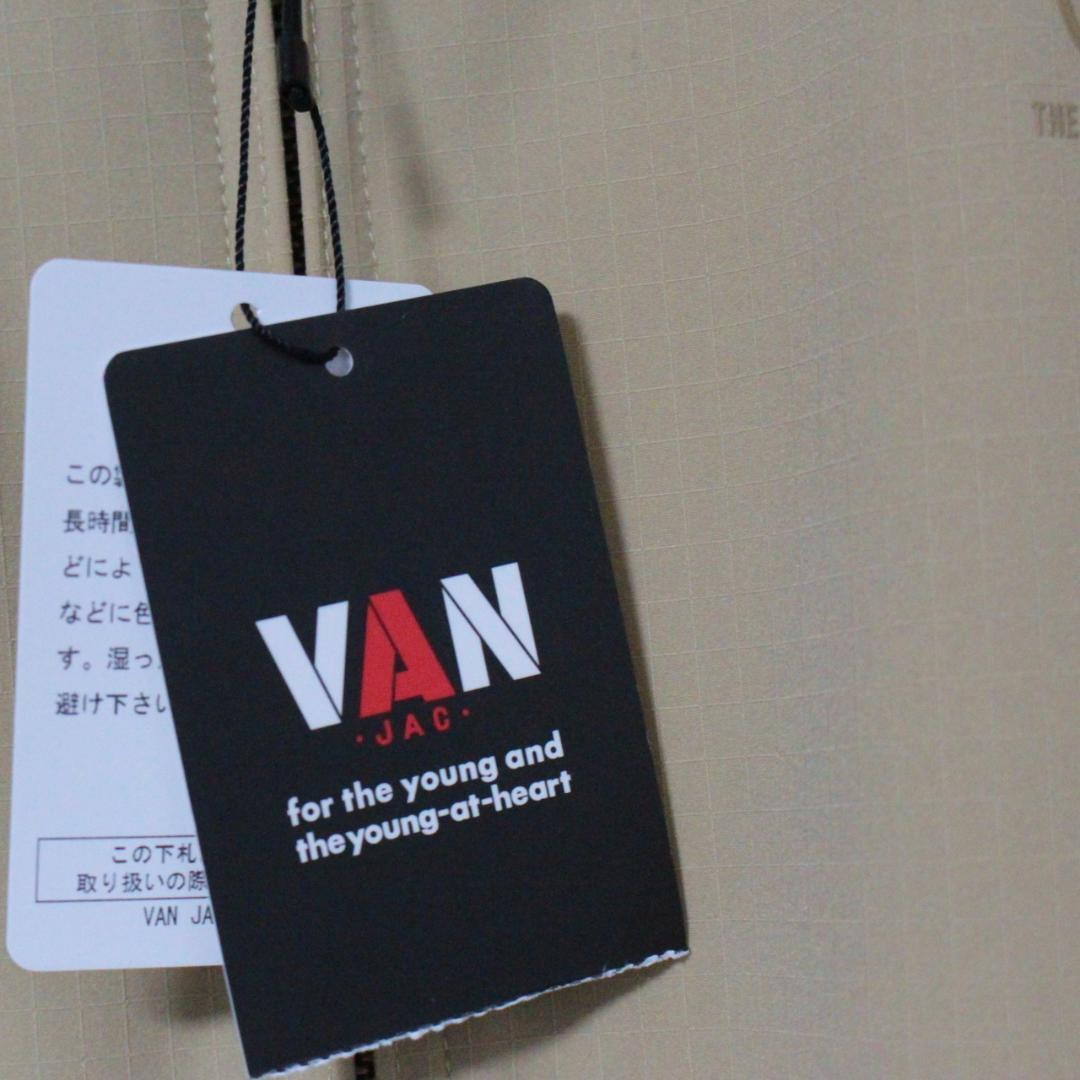 THE
この
長時間
どによ
などに色
す。湿っ
避け下さい
この下札
取り扱いの際
VAN JA
VAN
・JAC・
for the young and
the young-at-heart